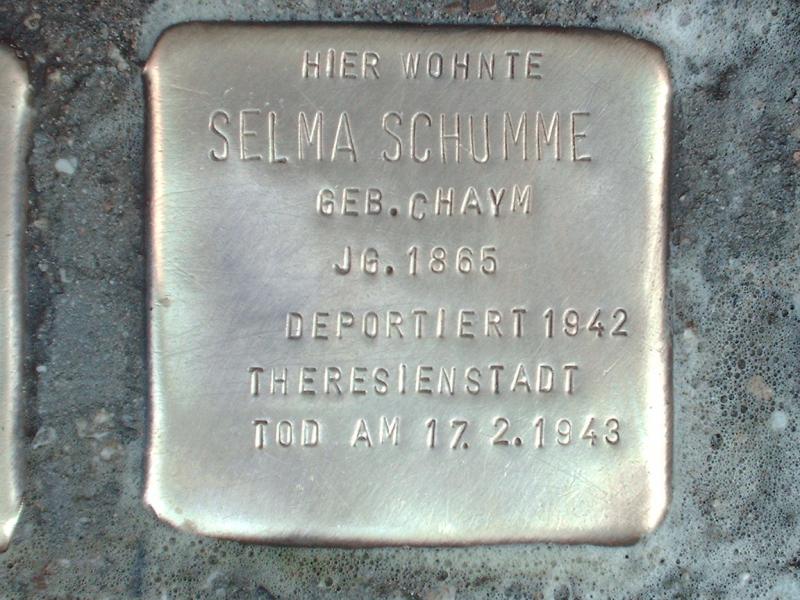 HIER WOHNTE
SELMA SCHUMME
GEB. CHAYM
JG. 1865
DEPORTIERT 1942
THERESIENSTADT
TOD AM 17. 2. 1943